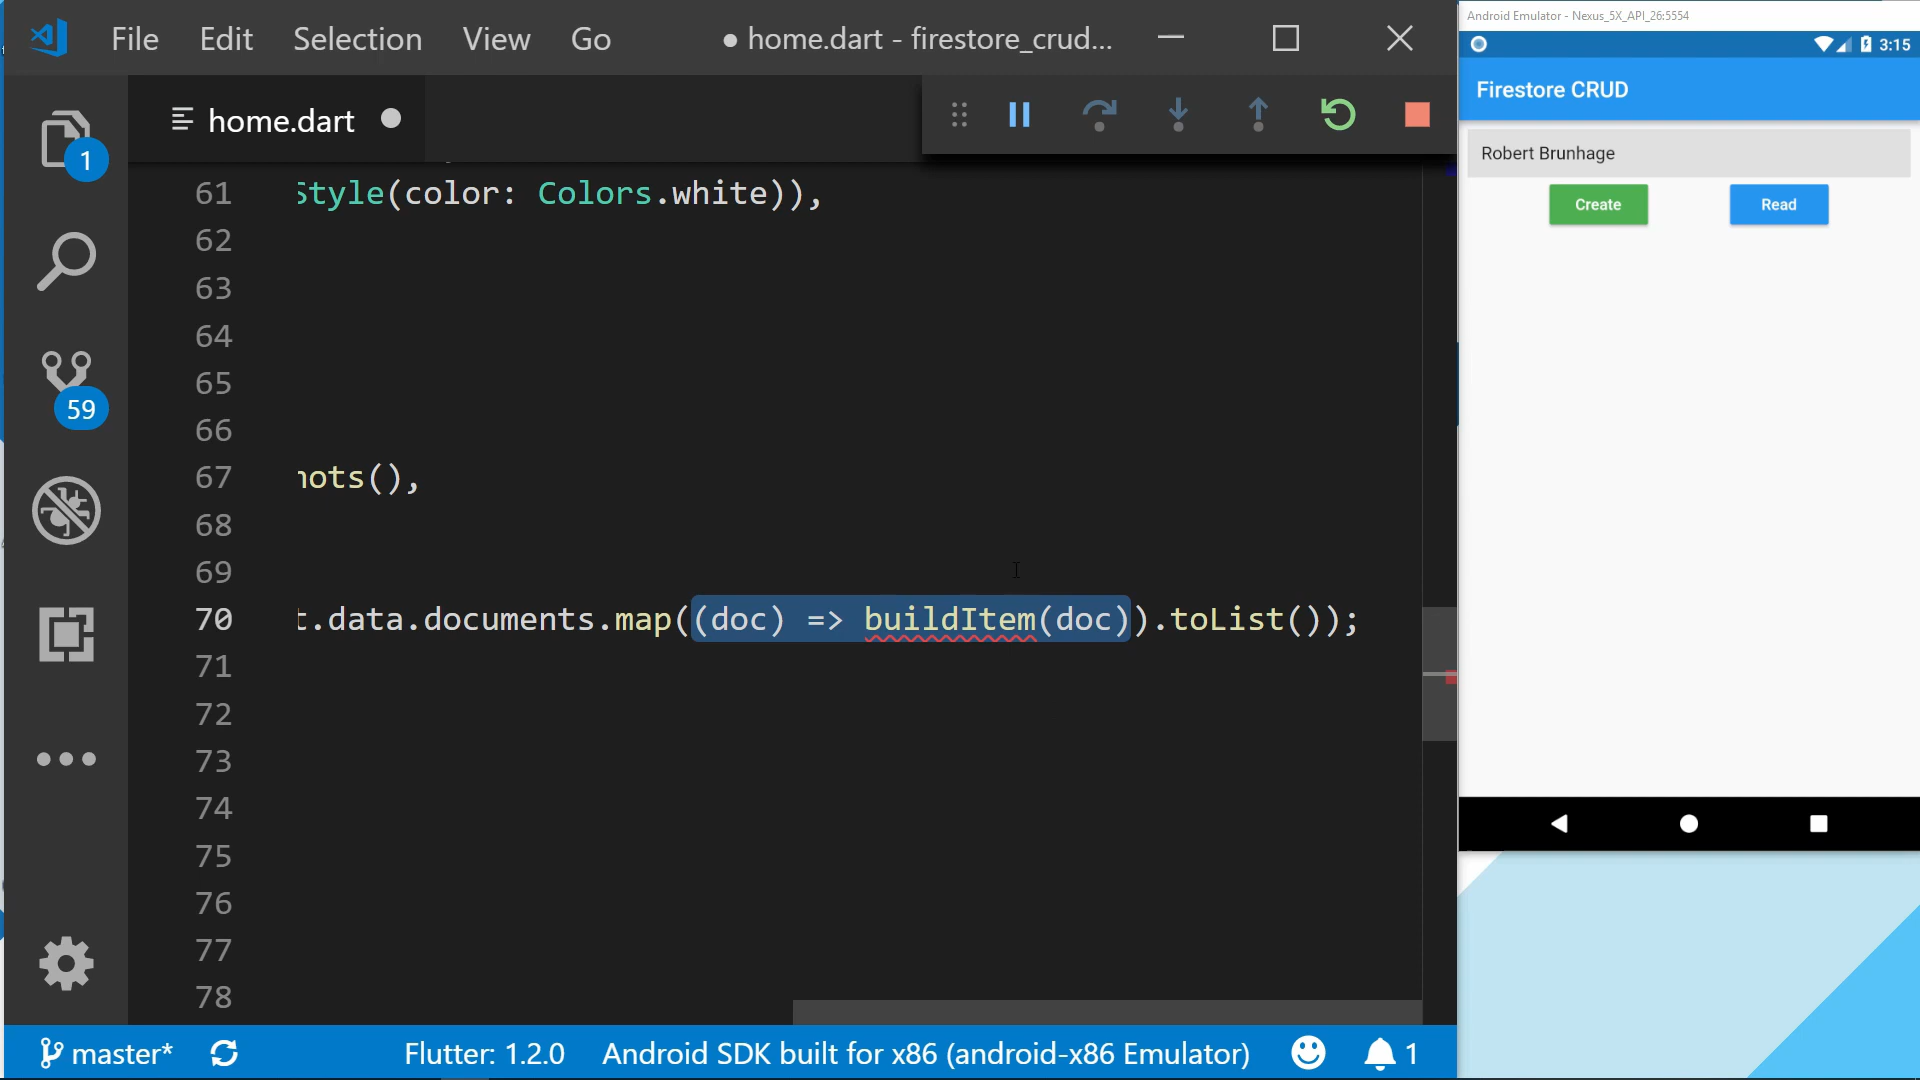 File Edit Selection View Go ● home.dart - firestore_crud...
home.dart
1
59
61 Style(color: Colors.white)),
62
63
64
65
66
67 hots(),
68
69
70 t.data.documents.map((doc) => buildItem(doc)).toList());
71
72
73
74
75
76
77
78
master* Flutter: 1.2.0 Android SDK built for x86 (android-x86 Emulator) 1
Android Emulator - Nexus_5X_API_26:5554
3:15
Firestore CRUD
Robert Brunhage
Create Read